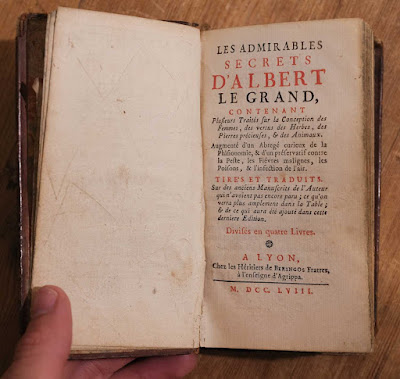 LES ADMIRABLES
SECRETS
D'ALBERT
LE GRAND,
CONTENANT
Plusieurs Traités sur la Conception des
Femmes, des vertus des Herbes, des
Pierres précieuses, & des Animaux.
Augmenté d'un Abregé curieux de la
Phisionomie, & d'un préservatif contre
la Peste, les Fiévres malignes, les
Poisons, & l'infection de l'air.
TIRÉS ET TRADUITS
Sur des anciens Manuscrits de l'Auteur
qui n'avoient pas encore paru; ce qu'on
verra plus amplement dans la Table;
& de ce qui aura été ajouté dans cette
derniere Edition.
Divisés en quatre Livres.
A LYON,
Chez les Héritiers de BERINGOS Fratres,
à l'enseigne d'Agrippa.
M. DCC. LVIII.